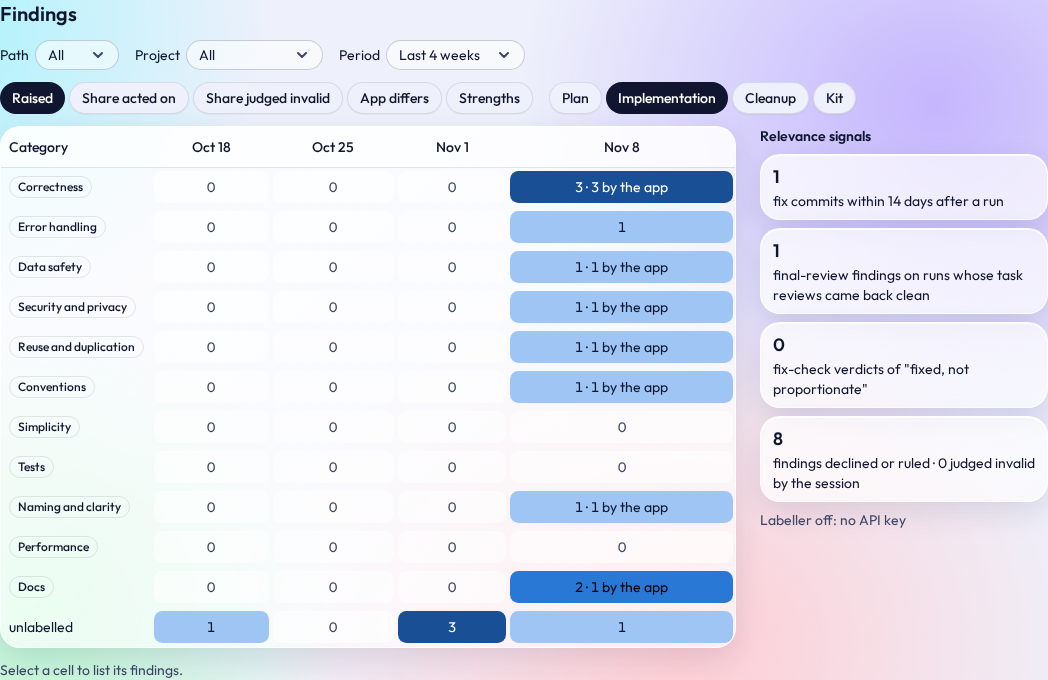 Findings
Path All Project All Period Last 4 weeks
Raised Share acted on Share judged invalid App differs Strengths Plan Implementation Cleanup Kit
Category Oct 18 Oct 25 Nov 1 Nov 8
Correctness 0 0 0 3 · 3 by the app
Error handling 0 0 0 1
Data safety 0 0 0 1 · 1 by the app
Security and privacy 0 0 0 1 · 1 by the app
Reuse and duplication 0 0 0 1 · 1 by the app
Conventions 0 0 0 1 · 1 by the app
Simplicity 0 0 0 0
Tests 0 0 0 0
Naming and clarity 0 0 0 1 · 1 by the app
Performance 0 0 0 0
Docs 0 0 0 2 · 1 by the app
unlabelled 1 0 3 1
Select a cell to list its findings.
Relevance signals
1
fix commits within 14 days after a run
1
final-review findings on runs whose task
reviews came back clean
0
fix-check verdicts of "fixed, not
proportionate"
8
findings declined or ruled · 0 judged invalid
by the session
Labeller off: no API key